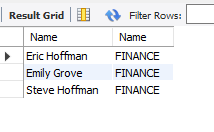 Result Grid Filter Rows:
Name Name
Eric Hoffman FINANCE
Emily Grove FINANCE
Steve Hoffman FINANCE